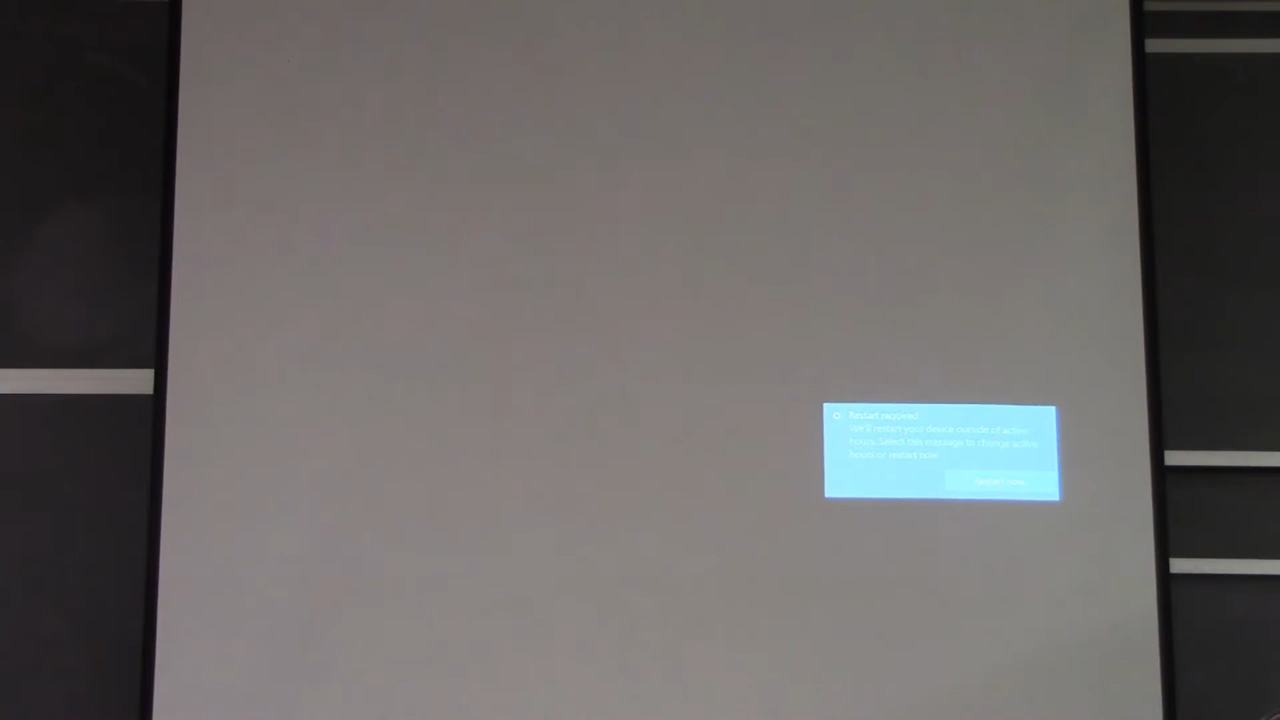 Restart required
We'll restart your device outside of active
hours. Select this message to change active
hours or restart now.
Restart now